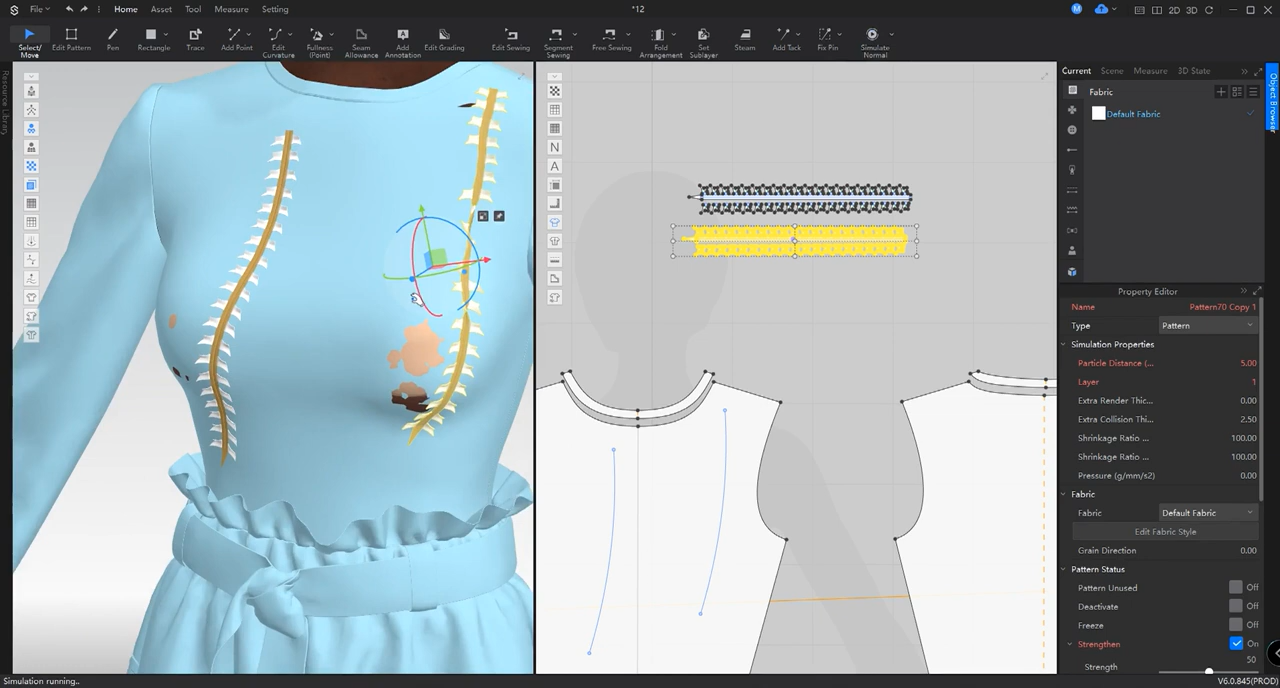 File
Home
Asset
Tool
Measure
Setting
*12
M
2D
3D
Select/
Move
Edit Pattern
Pen
Rectangle
Trace
Add Point
Edit
Curvature
Fullness
(Point)
Seam
Allowance
Add
Annotation
Edit Grading
Edit Sewing
Segment
Sewing
Free Sewing
Fold
Arrangement
Set
Sublayer
Steam
Add Tack
Fix Pin
Simulate
Normal
Resource Library
N
A
Current
Scene
Measure
3D State
Object Browser
Fabric
Default Fabric
Property Editor
Name Pattern70 Copy 1
Type Pattern
Simulation Properties
Particle Distance (... 5.00
Layer 1
Extra Render Thic... 0.00
Extra Collision Thi... 2.50
Shrinkage Ratio ... 100.00
Shrinkage Ratio ... 100.00
Pressure (g/mm/s2) 0.00
Fabric
Fabric Default Fabric
Edit Fabric Style
Grain Direction 0.00
Pattern Status
Pattern Unused Off
Deactivate Off
Freeze Off
Strengthen On
50
Strength
Simulation running..
V6.0.845(PROD)